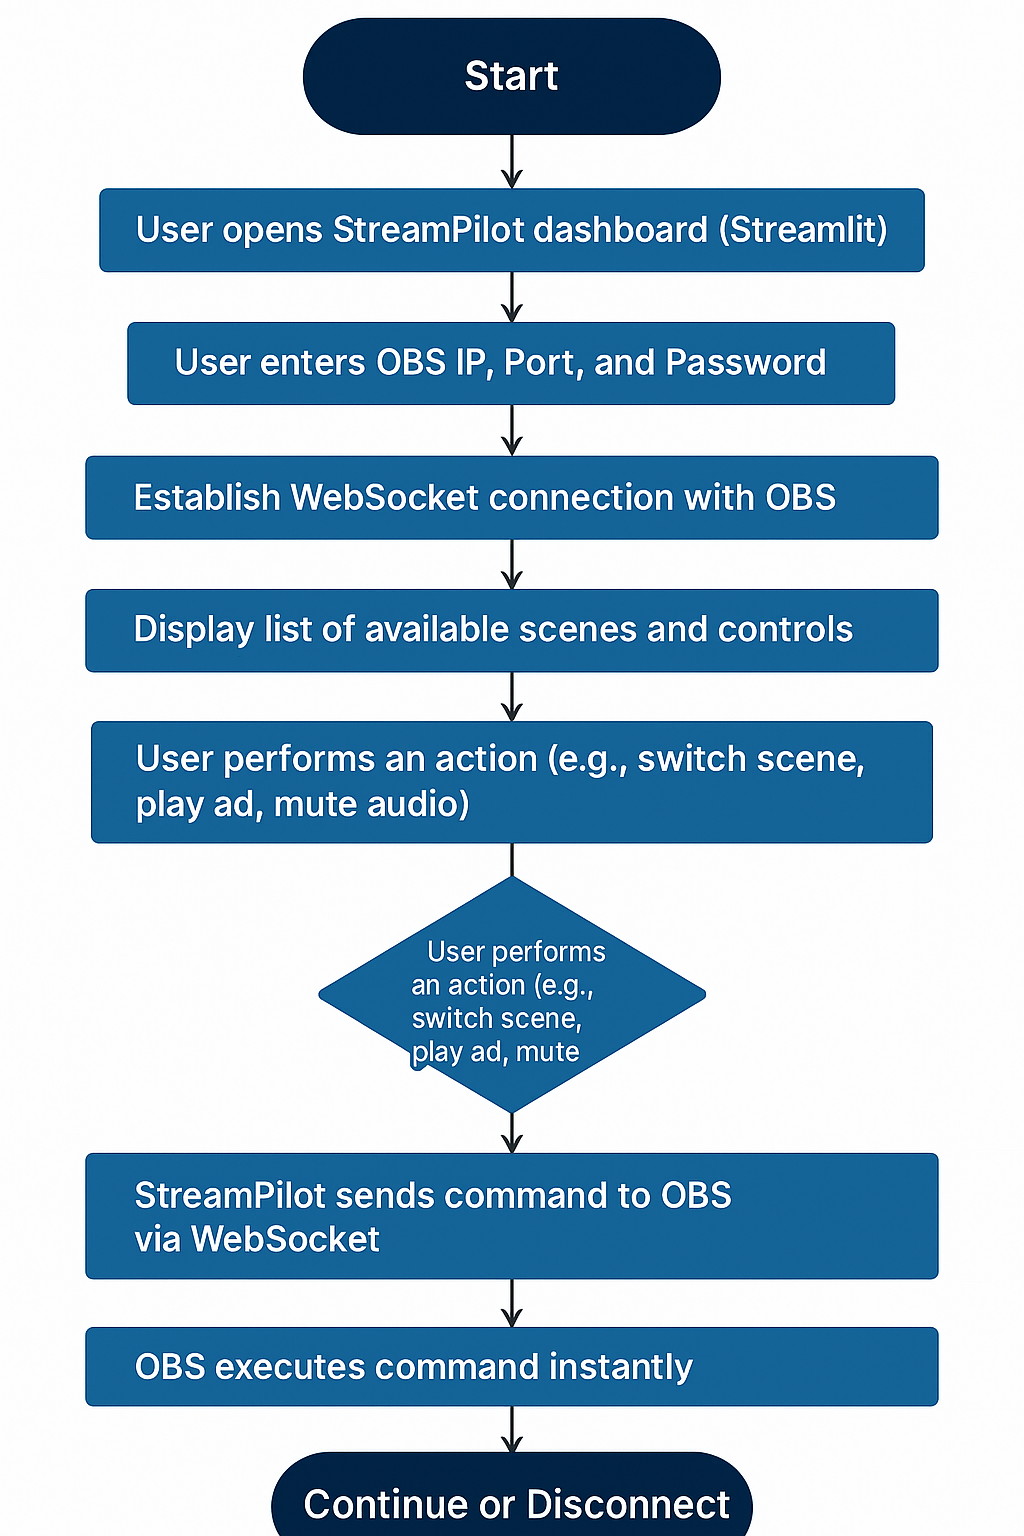 Start
User opens StreamPilot dashboard (Streamlit)
User enters OBS IP, Port, and Password
Establish WebSocket connection with OBS
Display list of available scenes and controls
User performs an action (e.g., switch scene,
play ad, mute audio)
User performs
an action (e.g.,
switch scene,
play ad, mute
StreamPilot sends command to OBS
via WebSocket
OBS executes command instantly
Continue or Disconnect